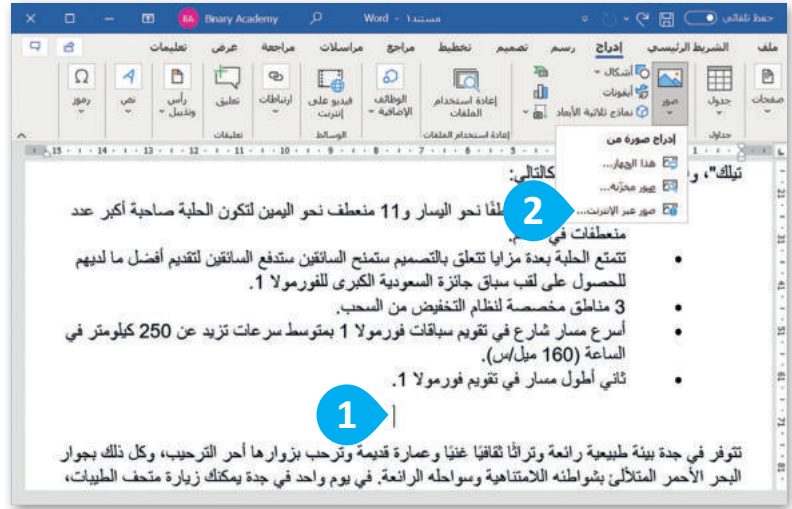 حفظ تلقائي
مستند1 - Word
Binary Academy
BA
ملف
الشريط الرئيسي
إدراج
رسم
تصميم
تخطيط
مراجع
مراسلات
مراجعة
عرض
تعليمات
صفحات
جدول
صور
أشكال
أيقونات
نماذج ثلاثية الأبعاد
إعادة استخدام الملفات
الوظائف الإضافية
فيديو على إنترنت
ارتباطات
تعليق
رأس وتذييل
نص
رموز
جداول
إعادة استخدام الملفات
الوسائط
تعليقات
إدراج صورة من
هذا الجهاز...
صور مخزنة...
صور عبر الإنترنت...
2
تيلك"، و
كالتالي:
طفًا نحو اليسار و11 منعطف نحو اليمين لتكون الحلبة صاحبة أكبر عدد
منعطفات في
تتمتع الحلبة بعدة مزايا تتعلق بالتصميم ستمنح السائقين ستدفع السائقين لتقديم أفضل ما لديهم
للحصول على لقب سباق جائزة السعودية الكبرى للفورمولا 1.
3 مناطق مخصصة لنظام التخفيض من السحب.
أسرع مسار شارع في تقويم سباقات فورمولا 1 بمتوسط سرعات تزيد عن 250 كيلومتر في
الساعة (160 ميل/س).
ثاني أطول مسار في تقويم فورمولا 1.
1
تتوفر في جدة بيئة طبيعية رائعة وتراثًا ثقافيًا غنيًا وعمارة قديمة وترحب بزوارها أحر الترحيب، وكل ذلك بجوار
البحر الأحمر المتلألئ بشواطئه اللامتناهية وسواحله الرائعة. في يوم واحد في جدة يمكنك زيارة متحف الطيبات،